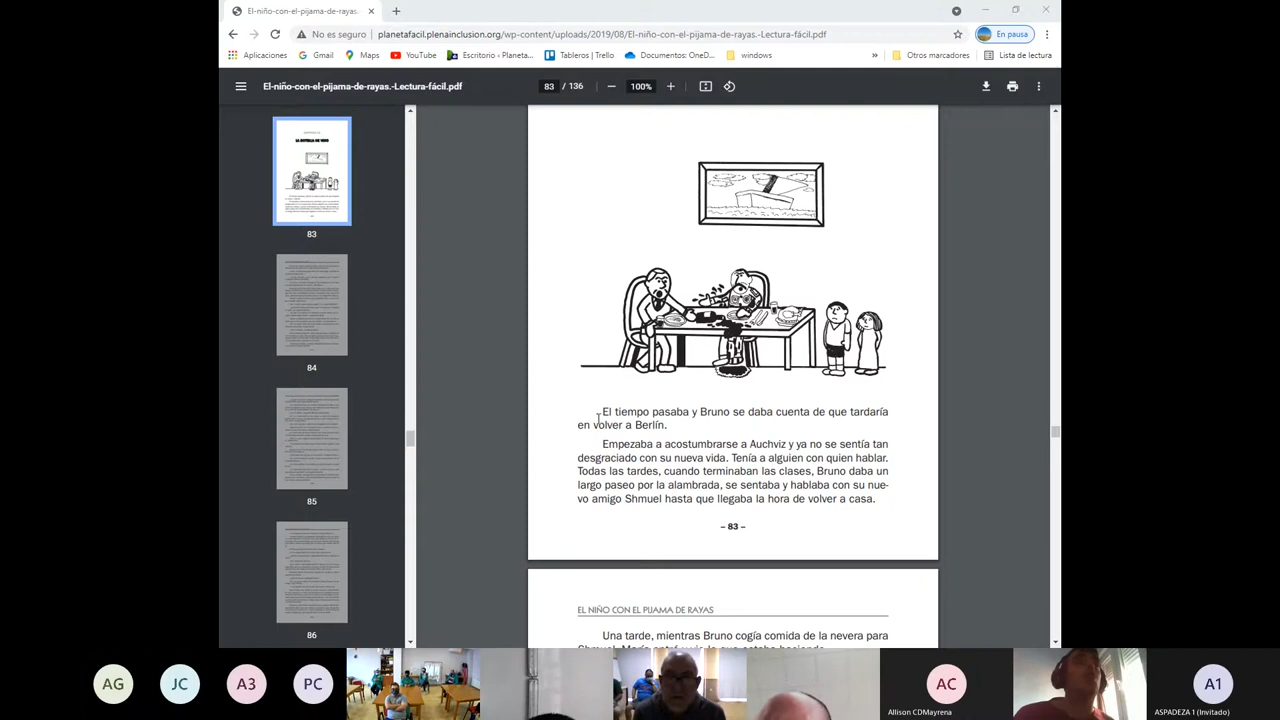 El-niño-con-el-pijama-de-rayas.-L
No es seguro | planetafacil.plenainclusion.org/wp-content/uploads/2019/08/El-niño-con-el-pijama-de-rayas.-Lectura-fácil.pdf
En pausa
Aplicaciones Gmail Maps YouTube Escritorio - Planeta... Tableros | Trello Documentos: OneD... windows » Otros marcadores Lista de lectura
El-niño-con-el-pijama-de-rayas.-Lectura-fácil.pdf 83 / 136 100%
LA BOTELLA DE VINO
83
84
85
86
El tiempo pasaba y Bruno se daba cuenta de que tardaría
en volver a Berlín.
Empezaba a acostumbrarse a Auchviz y ya no se sentía tan
desgraciado con su nueva vida. Tenía a alguien con quien hablar.
Todas las tardes, cuando terminaban las clases, Bruno daba un
largo paseo por la alambrada, se sentaba y hablaba con su nue-
vo amigo Shmuel hasta que llegaba la hora de volver a casa.
– 83 –
EL NIÑO CON EL PIJAMA DE RAYAS
Una tarde, mientras Bruno cogía comida de la nevera para
AG
JC
A3
PC
AC
Allison CDMayrena
A1
ASPADEZA 1 (Invitado)